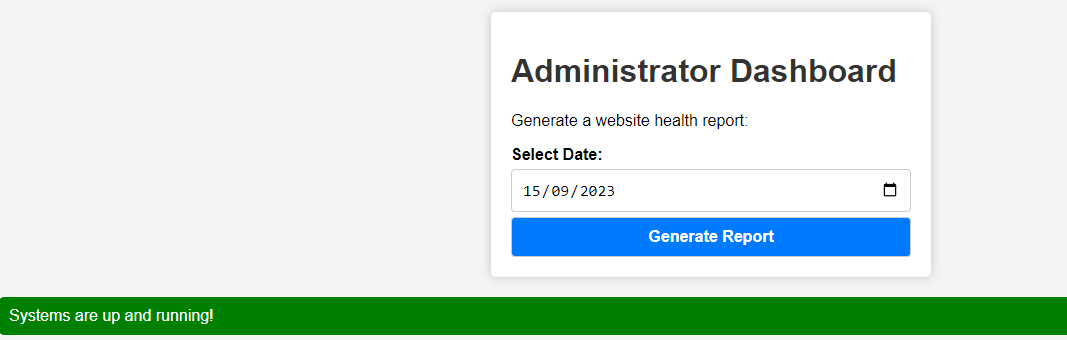 Administrator Dashboard
Generate a website health report:
Select Date:
15/09/2023
Generate Report
Systems are up and running!